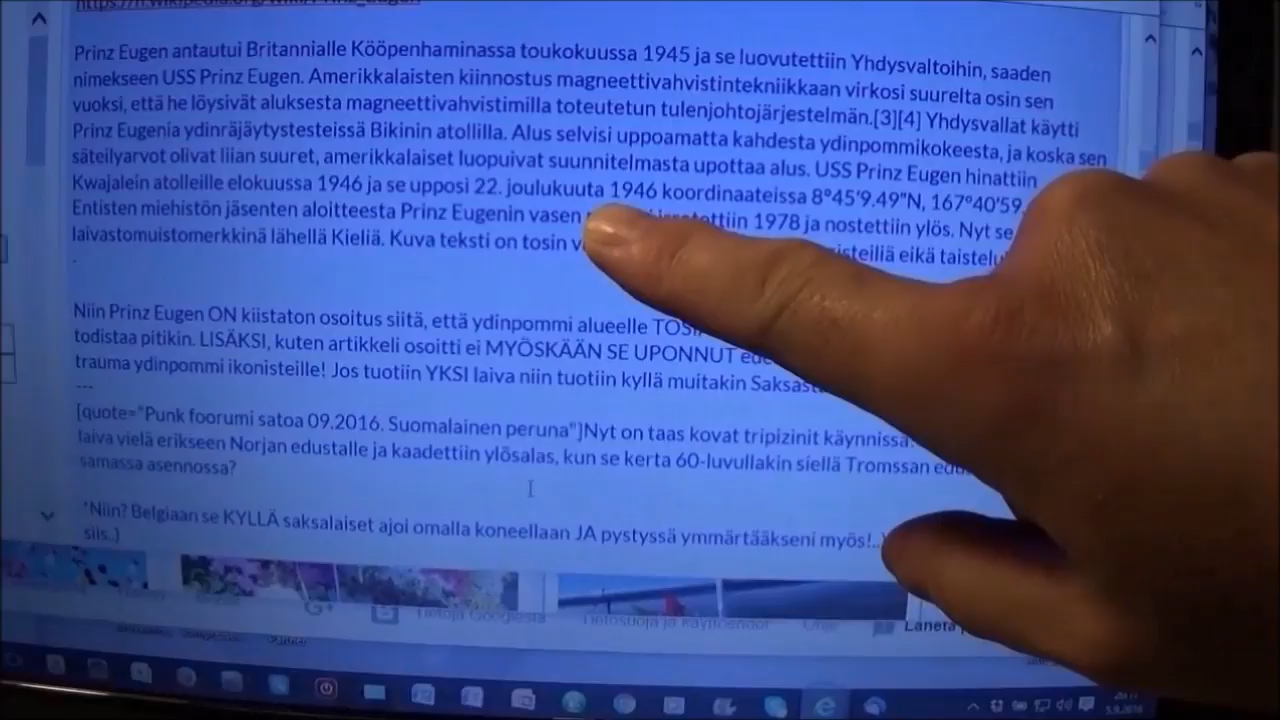 Prinz Eugen antautui Britannialle Kööpenhaminassa toukokuussa 1945 ja se luovutettiin Yhdysvaltoihin, saaden
nimekseen USS Prinz Eugen. Amerikkalaisten kiinnostus magneettivahvistintekniikkaan virkosi suurelta osin sen
vuoksi, että he löysivät aluksesta magneettivahvistimilla toteutetun tulenjohtojärjestelmän.[3][4] Yhdysvallat käytti
Prinz Eugenia ydinräjäytystesteissä Bikinin atollilla. Alus selvisi uppoamatta kahdesta ydinpommikokeesta, ja koska sen
säteilyarvot olivat liian suuret, amerikkalaiset luopuivat suunnitelmasta upottaa alus. USS Prinz Eugen hinattiin
Kwajalein atolleille elokuussa 1946 ja se upposi 22. joulukuuta 1946 koordinaateissa 8°45′9.49″N, 167°40′59.
Entisten miehistön jäsenten aloitteesta Prinz Eugenin vasen 1978 ja nostettiin ylös. Nyt se
laivastomuistomerkkinä lähellä Kieliä. Kuva teksti on tosin eikä
Niin Prinz Eugen ON kiistaton osoitus siitä, että ydinpommi alueelle
todistaa pitikin. LISÄKSI, kuten artikkeli osoitti ei MYÖSKÄÄN SE UPONNUT
trauma ydinpommi ikonisteille! Jos tuotiin YKSI laiva niin tuotiin kyllä muitakin
---
[quote="Punk foorumi satoa 09.2016. Suomalainen peruna"]Nyt on taas kovat tripizinit
laiva vielä erikseen Norjan edustalle ja kaadettiin ylösalas, kun se kerta 60-luvullakin siellä Tromssan
samassa asennossa?
*Niin? Belgiaan se KYLLÄ saksalaiset ajoi omalla koneellaan JA pystyssä ymmärtääkseni myös!..
siis.)
Tietoja Googlesta Tietosuoja ja käyttöehdot